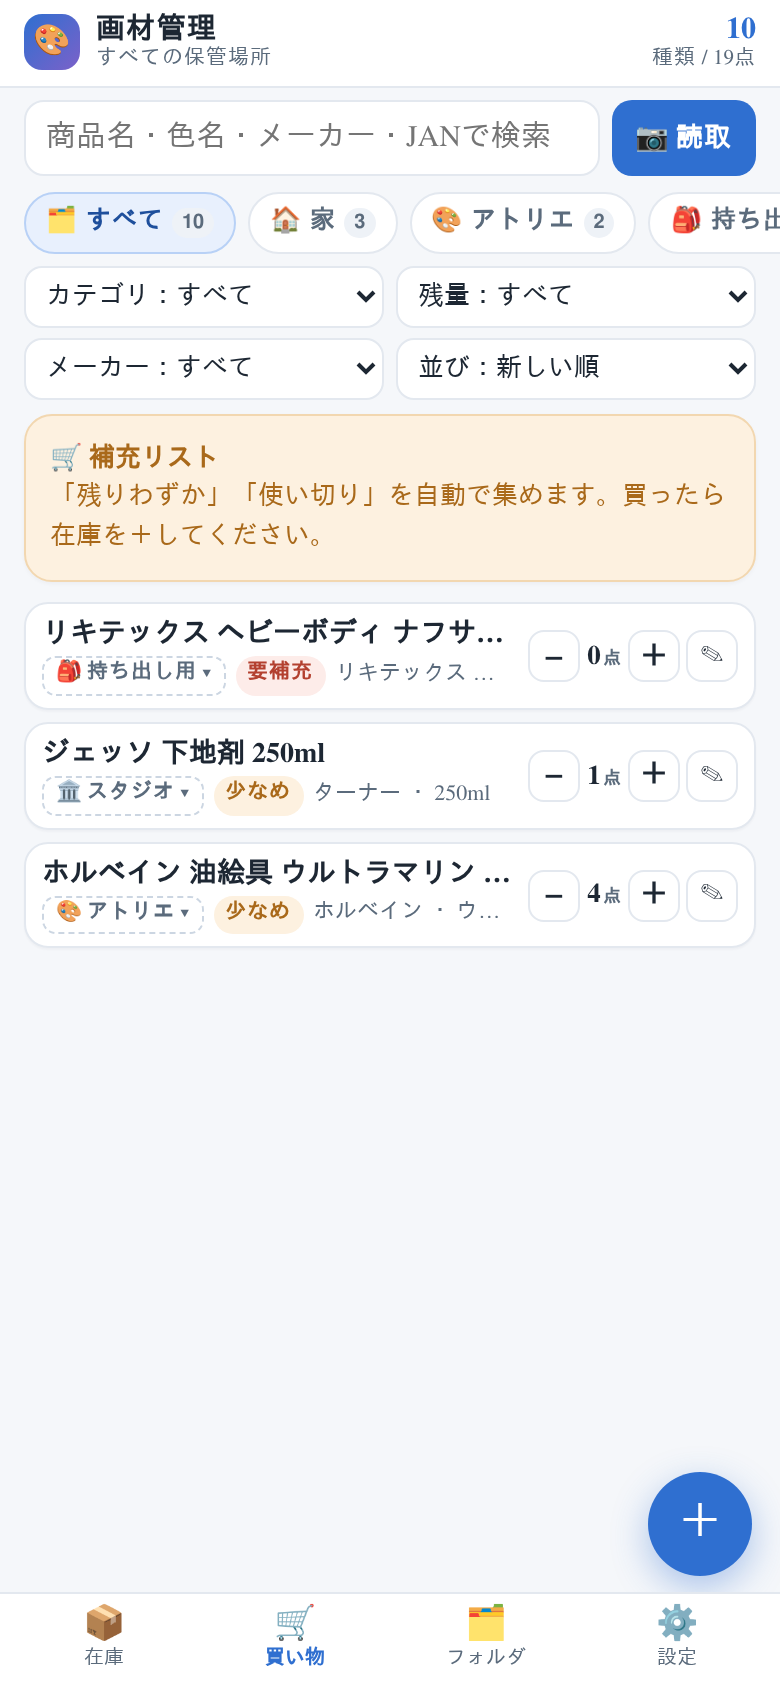 画材管理
すべての保管場所
10
種類 / 19点
商品名・色名・メーカー・JANで検索
読取
すべて 10
家 3
アトリエ 2
持ち出
カテゴリ：すべて
残量：すべて
メーカー：すべて
並び：新しい順
補充リスト
「残りわずか」「使い切り」を自動で集めます。買ったら
在庫を＋してください。
リキテックス ヘビーボディ ナフサ…
持ち出し用 ▾ 要補充 リキテックス …
− 0点 ＋ ✎
ジェッソ 下地剤 250ml
スタジオ ▾ 少なめ ターナー ・ 250ml
− 1点 ＋ ✎
ホルベイン 油絵具 ウルトラマリン …
アトリエ ▾ 少なめ ホルベイン ・ ウ…
− 4点 ＋ ✎
＋
在庫
買い物
フォルダ
設定